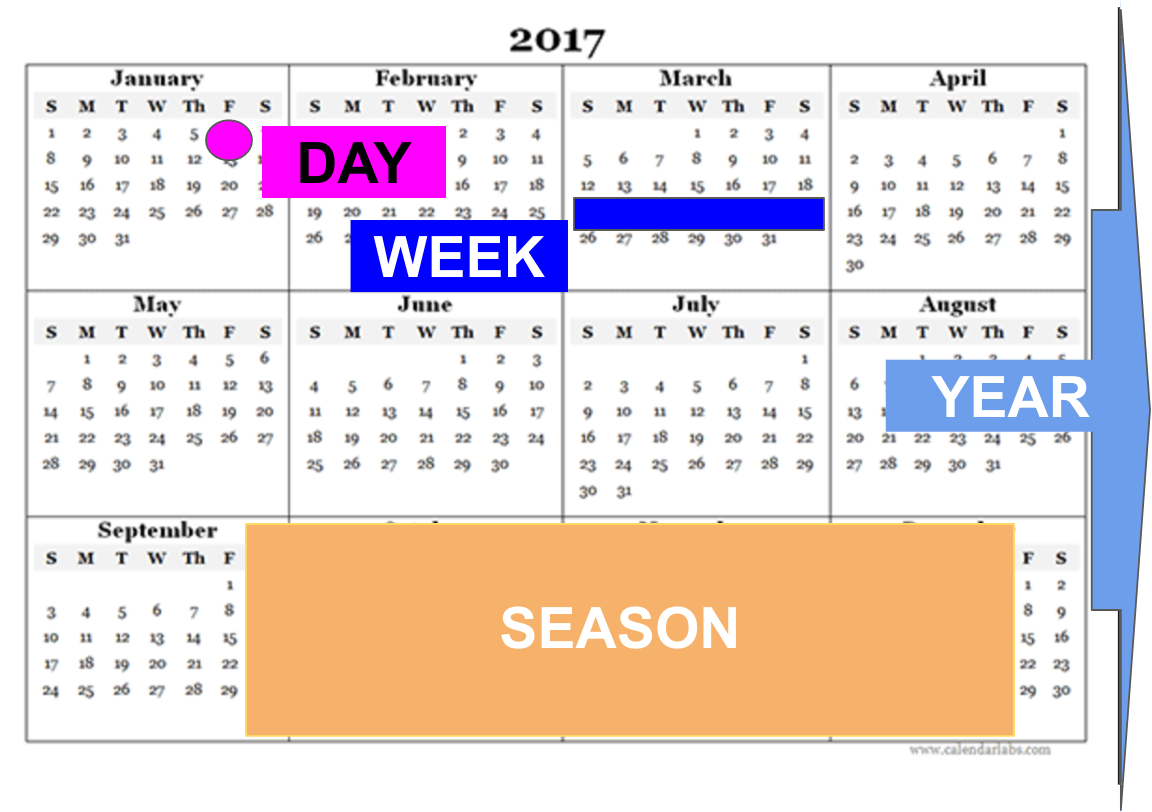 2017
January
S M T W Th F S
1 2 3 4 5
8 9 10 11 12
15 16 17 18 19 20
22 23 24 25 26 27 28
29 30 31
DAY
February
S M T W Th F S
2 3 4
9 10 11
16 17 18
19 20 21 22 23 24 25
26
WEEK
March
S M T W Th F S
1 2 3 4
5 6 7 8 9 10 11
12 13 14 15 16 17 18
26 27 28 29 30 31
April
S M T W Th F S
1
2 3 4 5 6 7 8
9 10 11 12 13 14 15
16 17 18 19 20 21 22
23 24 25 26 27 28 29
30
May
S M T W Th F S
1 2 3 4 5 6
7 8 9 10 11 12 13
14 15 16 17 18 19 20
21 22 23 24 25 26 27
28 29 30 31
June
S M T W Th F S
1 2 3
4 5 6 7 8 9 10
11 12 13 14 15 16 17
18 19 20 21 22 23 24
25 26 27 28 29 30
July
S M T W Th F S
1
2 3 4 5 6 7 8
9 10 11 12 13 14 15
16 17 18 19 20 21 22
23 24 25 26 27 28 29
30 31
August
S M T W Th F S
6
13
20 21 22 23 24 25 26
27 28 29 30 31
YEAR
September
S M T W Th F
1
3 4 5 6 7 8
10 11 12 13 14 15
17 18 19 20 21 22
24 25 26 27 28 29
SEASON
F S
1 2
8 9
15 16
22 23
29 30
www.calendarlabs.com